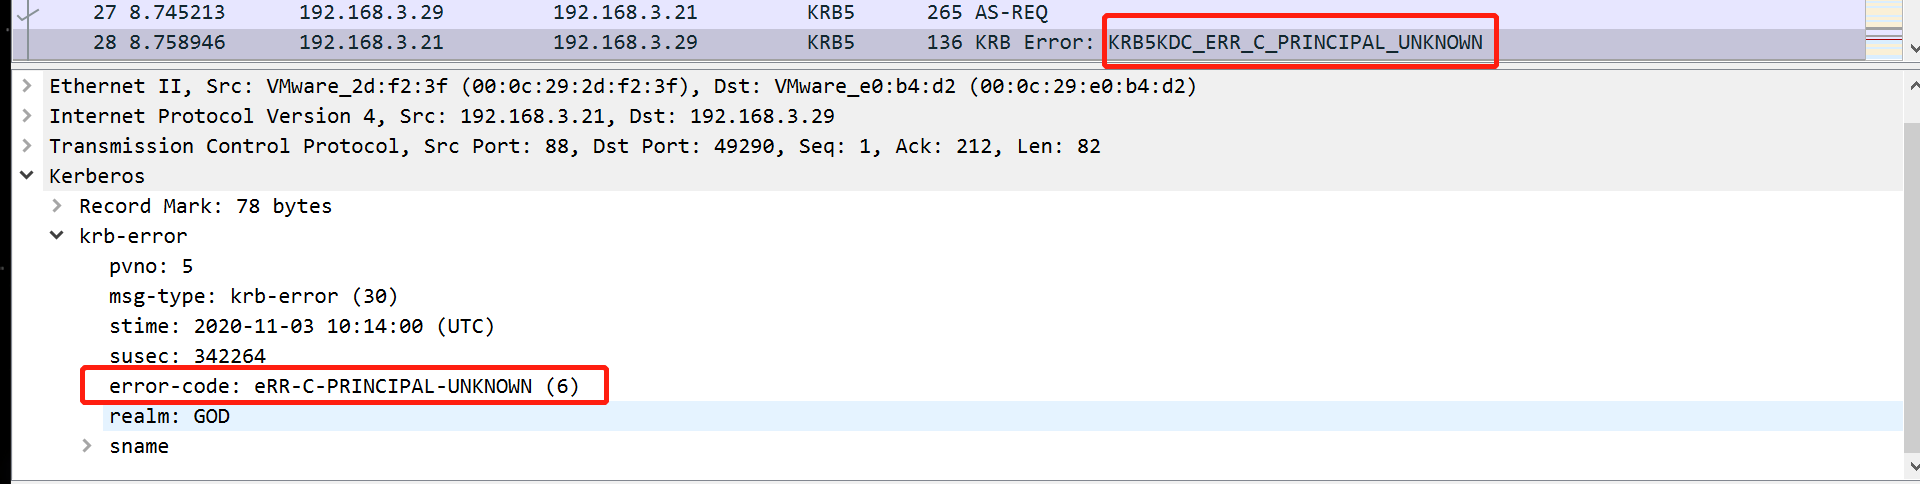 27 8.745213 192.168.3.29 192.168.3.21 KRB5 265 AS-REQ
28 8.758946 192.168.3.21 192.168.3.29 KRB5 136 KRB Error: KRB5KDC_ERR_C_PRINCIPAL_UNKNOWN
Ethernet II, Src: VMware_2d:f2:3f (00:0c:29:2d:f2:3f), Dst: VMware_e0:b4:d2 (00:0c:29:e0:b4:d2)
Internet Protocol Version 4, Src: 192.168.3.21, Dst: 192.168.3.29
Transmission Control Protocol, Src Port: 88, Dst Port: 49290, Seq: 1, Ack: 212, Len: 82
Kerberos
Record Mark: 78 bytes
krb-error
pvno: 5
msg-type: krb-error (30)
stime: 2020-11-03 10:14:00 (UTC)
susec: 342264
error-code: eRR-C-PRINCIPAL-UNKNOWN (6)
realm: GOD
sname